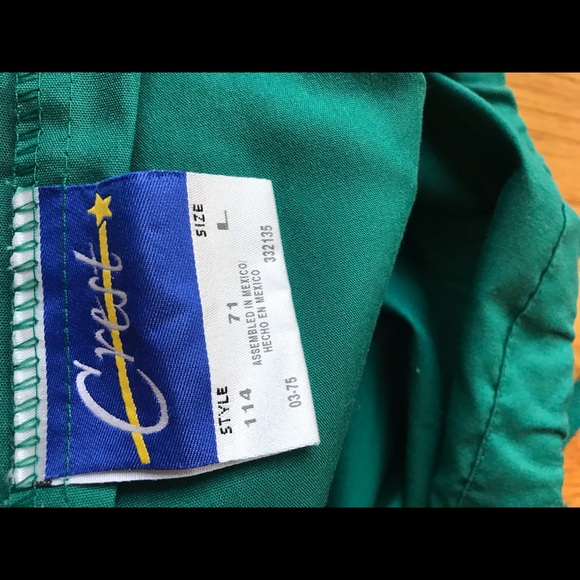 Crest
STYLE SIZE
114 71 L
ASSEMBLED IN MEXICO
HECHO EN MEXICO
03-75 332135